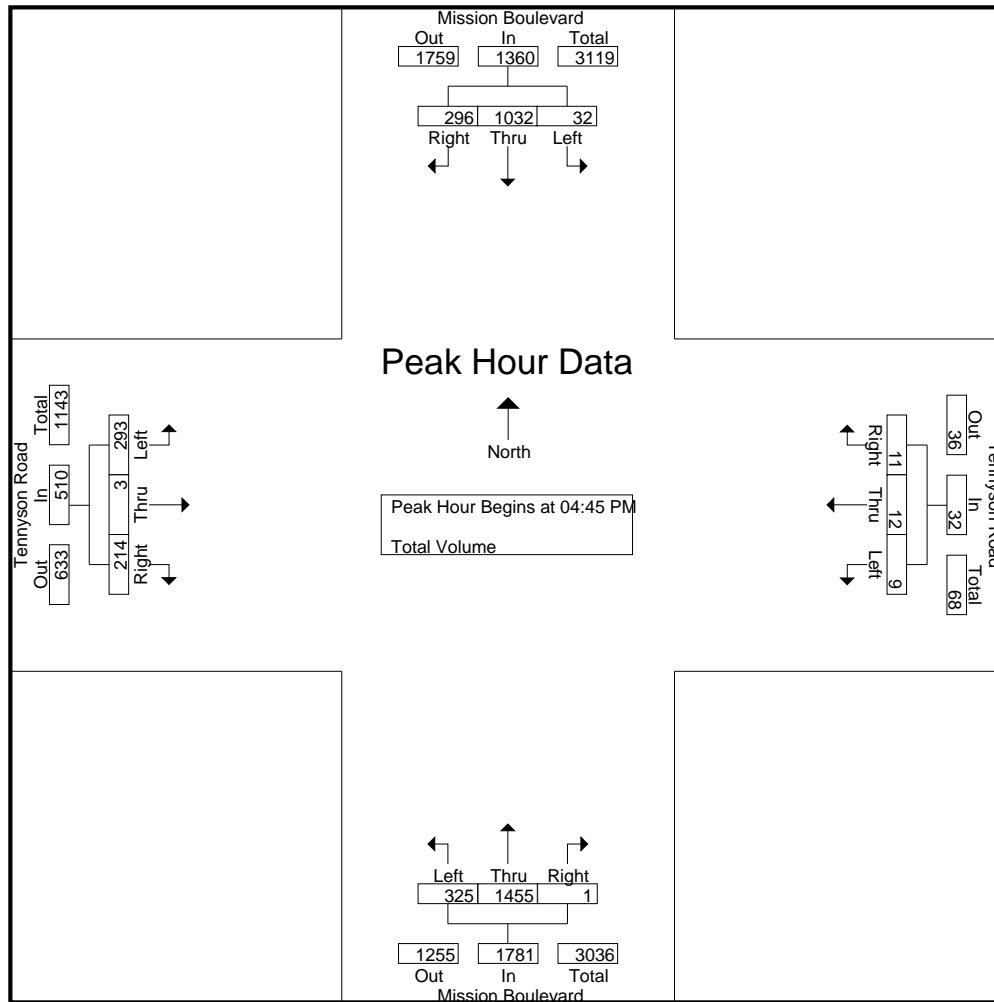 Mission Boulevard
Out In Total
1759 1360 3119
296 1032 32
Right Thru Left
Peak Hour Data
North
Peak Hour Begins at 04:45 PM
Total Volume
Tennyson Road
Total In Out
1143 510 633
293 3 214
Left Thru Right
Tennyson Road
Out In Total
36 32 68
11 12 9
Right Thru Left
Left Thru Right
325 1455 1
1255 1781 3036
Out In Total
Mission Boulevard